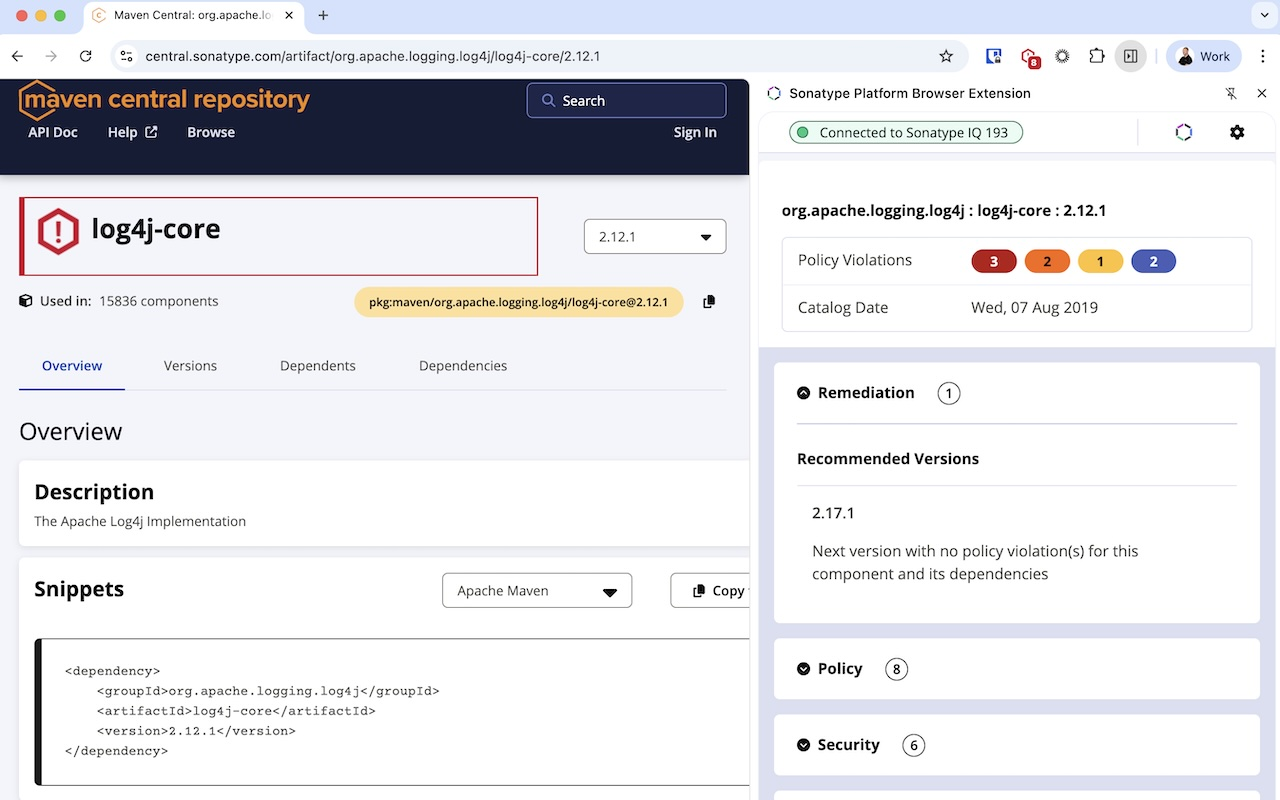 Maven Central: org.apache.lo
central.sonatype.com/artifact/org.apache.logging.log4j/log4j-core/2.12.1
8
Work
maven central repository
Search
API Doc
Help
Browse
Sign In
log4j-core
2.12.1
Used in: 15836 components
pkg:maven/org.apache.logging.log4j/log4j-core@2.12.1
Overview
Versions
Dependents
Dependencies
Overview
Description
The Apache Log4j Implementation
Snippets
Apache Maven
Copy
<dependency>
    <groupId>org.apache.logging.log4j</groupId>
    <artifactId>log4j-core</artifactId>
    <version>2.12.1</version>
</dependency>
Sonatype Platform Browser Extension
Connected to Sonatype IQ 193
org.apache.logging.log4j : log4j-core : 2.12.1
Policy Violations 3 2 1 2
Catalog Date Wed, 07 Aug 2019
Remediation 1
Recommended Versions
2.17.1
Next version with no policy violation(s) for this
component and its dependencies
Policy 8
Security 6